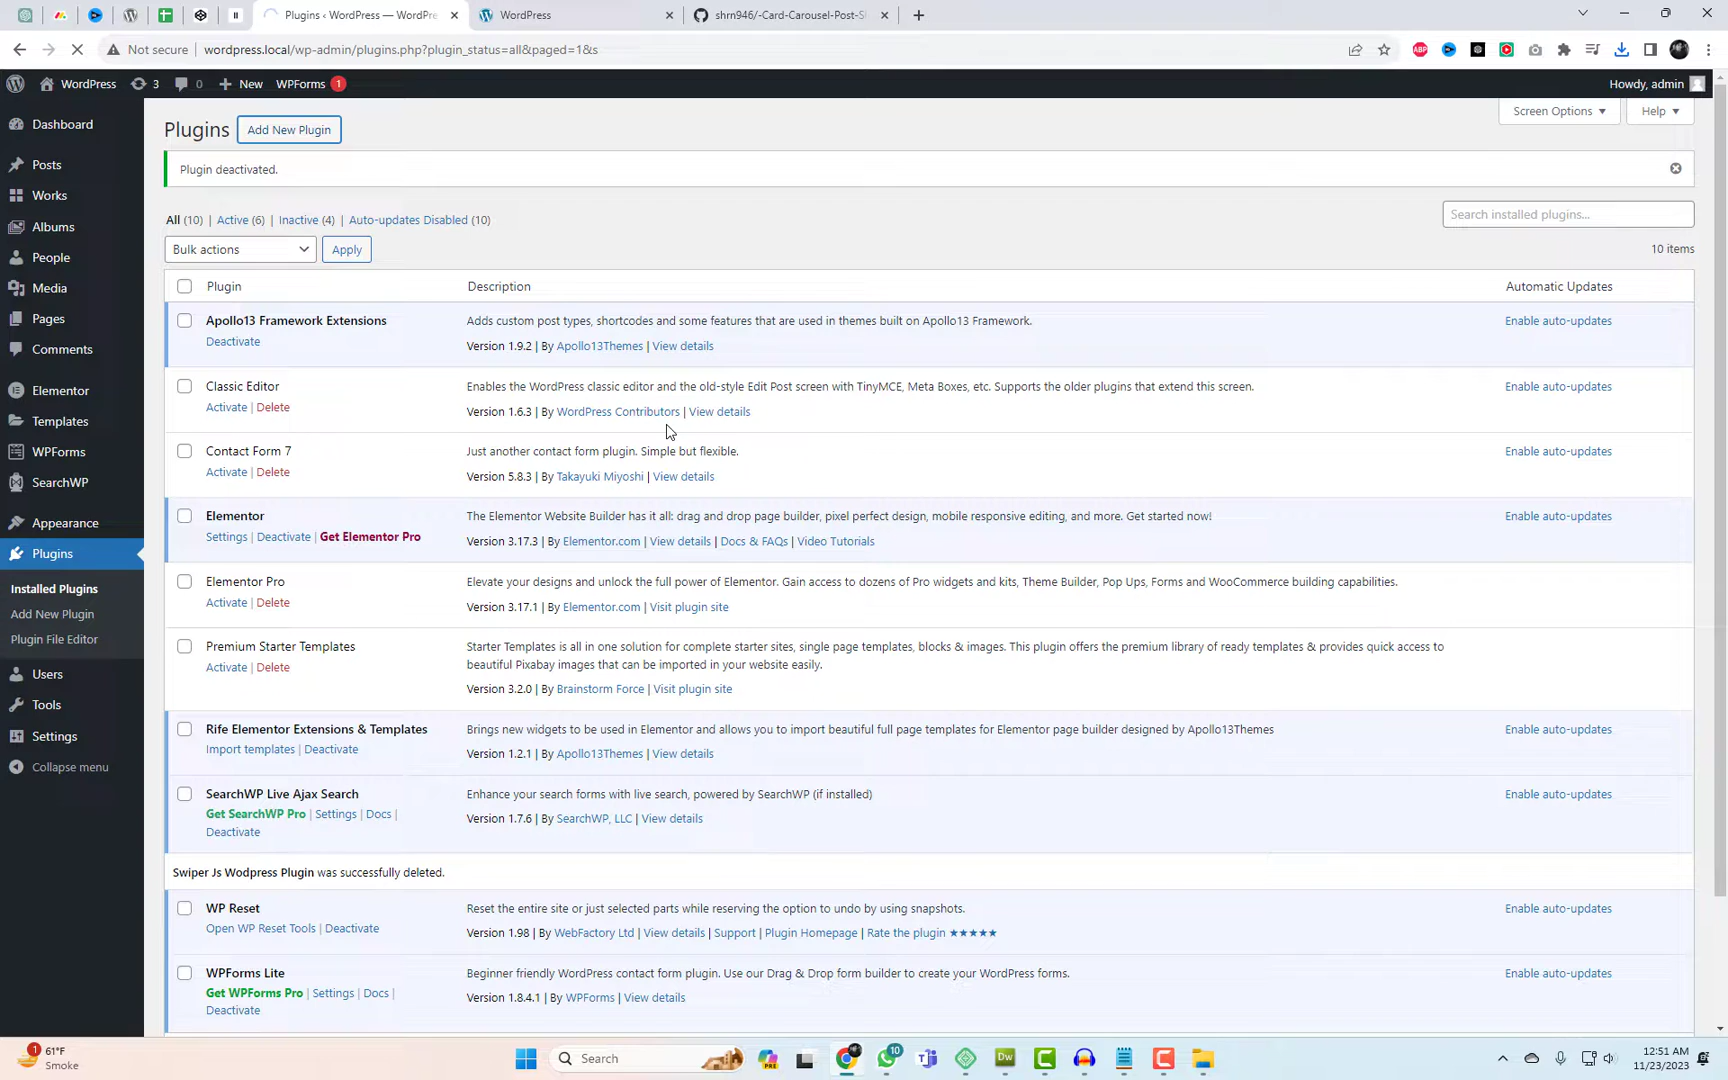 Plugins ‹ WordPress — WordPre
WordPress
shrn946/-Card-Carousel-Post-S
Not secure
wordpress.local/wp-admin/plugins.php?plugin_status=all&paged=1&s
WordPress
3
0
New
WPForms 1
Howdy, admin
Screen Options
Help
Dashboard
Posts
Works
Albums
People
Media
Pages
Comments
Elementor
Templates
WPForms
SearchWP
Appearance
Plugins
Installed Plugins
Add New Plugin
Plugin File Editor
Users
Tools
Settings
Collapse menu
Plugins Add New Plugin
Plugin deactivated.
All (10) | Active (6) | Inactive (4) | Auto-updates Disabled (10)
Search installed plugins...
Bulk actions Apply
10 items
Plugin Description Automatic Updates
Apollo13 Framework Extensions Adds custom post types, shortcodes and some features that are used in themes built on Apollo13 Framework. Enable auto-updates
Deactivate Version 1.9.2 | By Apollo13Themes | View details
Classic Editor Enables the WordPress classic editor and the old-style Edit Post screen with TinyMCE, Meta Boxes, etc. Supports the older plugins that extend this screen. Enable auto-updates
Activate | Delete Version 1.6.3 | By WordPress Contributors | View details
Contact Form 7 Just another contact form plugin. Simple but flexible. Enable auto-updates
Activate | Delete Version 5.8.3 | By Takayuki Miyoshi | View details
Elementor The Elementor Website Builder has it all: drag and drop page builder, pixel perfect design, mobile responsive editing, and more. Get started now! Enable auto-updates
Settings | Deactivate | Get Elementor Pro Version 3.17.3 | By Elementor.com | View details | Docs & FAQs | Video Tutorials
Elementor Pro Elevate your designs and unlock the full power of Elementor. Gain access to dozens of Pro widgets and kits, Theme Builder, Pop Ups, Forms and WooCommerce building capabilities.
Activate | Delete Version 3.17.1 | By Elementor.com | Visit plugin site
Premium Starter Templates Starter Templates is all in one solution for complete starter sites, single page templates, blocks & images. This plugin offers the premium library of ready templates & provides quick access to
Activate | Delete beautiful Pixabay images that can be imported in your website easily.
Version 3.2.0 | By Brainstorm Force | Visit plugin site
Rife Elementor Extensions & Templates Brings new widgets to be used in Elementor and allows you to import beautiful full page templates for Elementor page builder designed by Apollo13Themes Enable auto-updates
Import templates | Deactivate Version 1.2.1 | By Apollo13Themes | View details
SearchWP Live Ajax Search Enhance your search forms with live search, powered by SearchWP (if installed) Enable auto-updates
Get SearchWP Pro | Settings | Docs | Version 1.7.6 | By SearchWP, LLC | View details
Deactivate
Swiper Js Wodpress Plugin was successfully deleted.
WP Reset Reset the entire site or just selected parts while reserving the option to undo by using snapshots. Enable auto-updates
Open WP Reset Tools | Deactivate Version 1.98 | By WebFactory Ltd | View details | Support | Plugin Homepage | Rate the plugin ★★★★★
WPForms Lite Beginner friendly WordPress contact form plugin. Use our Drag & Drop form builder to create your WordPress forms. Enable auto-updates
Get WPForms Pro | Settings | Docs | Version 1.8.4.1 | By WPForms | View details
Deactivate
1
61°F
Smoke
Search
PRE
10
Dw
12:51 AM
11/23/2023